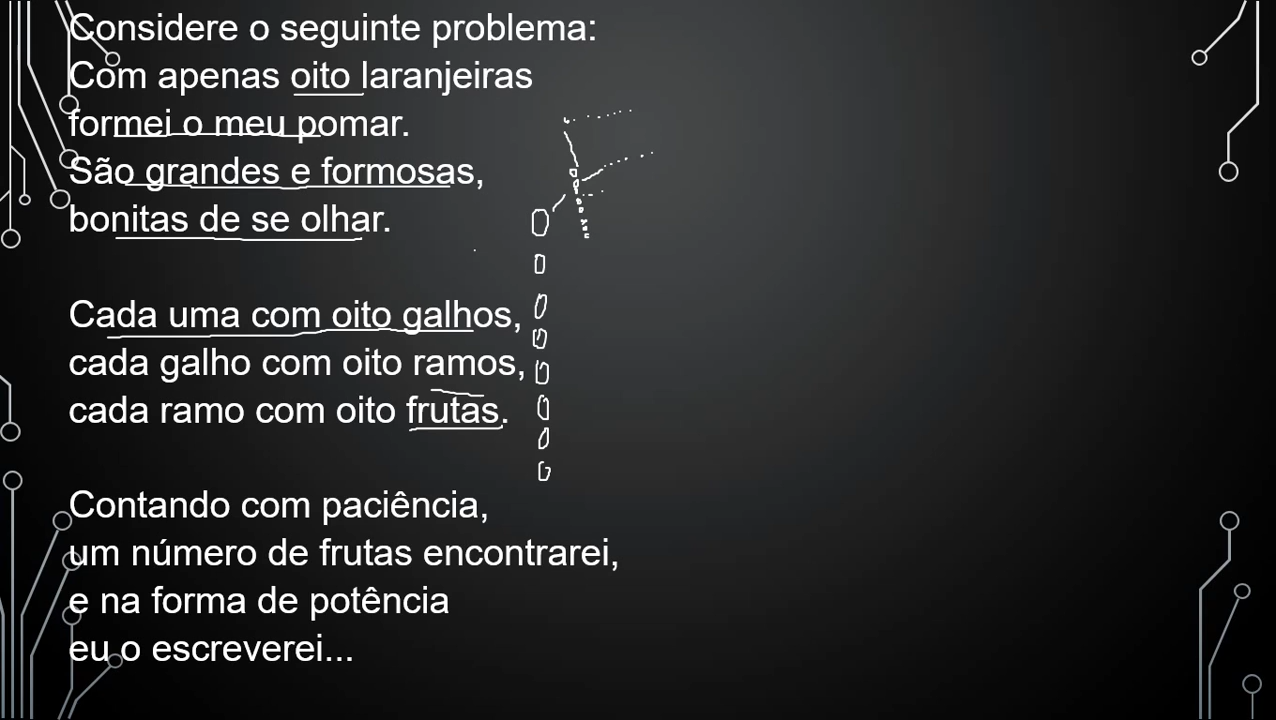 Considere o seguinte problema:
Com apenas oito laranjeiras
formei o meu pomar.
São grandes e formosas,
bonitas de se olhar.
Cada uma com oito galhos,
cada galho com oito ramos,
cada ramo com oito frutas.
Contando com paciência,
um número de frutas encontrarei,
e na forma de potência
eu o escreverei...